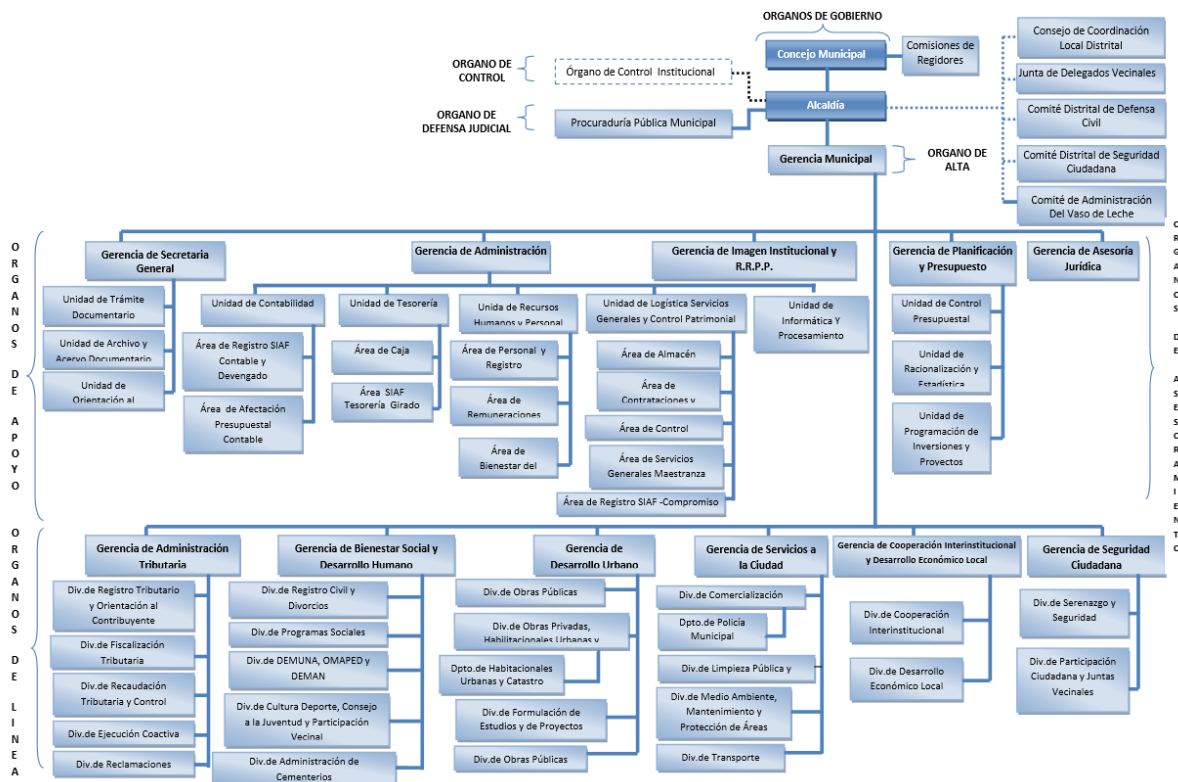 ORGANOS DE GOBIERNO
Concejo Municipal
Comisiones de
Regidores
Consejo de Coordinación
Local Distrital
Junta de Delegados Vecinales
Comité Distrital de Defensa
Civil
Comité Distrital de Seguridad
Ciudadana
Comité de Administración
Del Vaso de Leche
ORGANO DE
CONTROL
Órgano de Control Institucional
Alcaldía
ORGANO DE
DEFENSA JUDICIAL
Procuraduría Pública Municipal
Gerencia Municipal
ORGANO DE
ALTA
ORGANOS DE APOYO
Gerencia de Secretaria
General
Unidad de Trámite
Documentario
Unidad de Archivo y
Acervo Documentario
Unidad de
Orientación al
Gerencia de Administración
Unidad de Contabilidad
Área de Registro SIAF
Contable y
Devengado
Área de Afectación
Presupuestal
Contable
Unidad de Tesorería
Área de Caja
Área SIAF
Tesorería Girado
Unida de Recursos
Humanos y Personal
Área de Personal y
Registro
Área de
Remuneraciones
Área de
Bienestar del
Unidad de Logística Servicios
Generales y Control Patrimonial
Área de Almacén
Área de
Contrataciones y
Área de Control
Área de Servicios
Generales Maestranza
Área de Registro SIAF -Compromiso
Unidad de
Informática Y
Procesamiento
Gerencia de Imagen Institucional y
R.R.P.P.
Gerencia de Planificación
y Presupuesto
Unidad de Control
Presupuestal
Unidad de
Racionalización y
Estadística
Unidad de
Programación de
Inversiones y
Proyectos
Gerencia de Asesoría
Jurídica
ORGANOS DE ASESORAMIENTO
ORGANOS DE LINEA
Gerencia de Administración
Tributaria
Div.de Registro Tributario
y Orientación al
Contribuyente
Div.de Fiscalización
Tributaria
Div.de Recaudación
Tributaria y Control
Div.de Ejecución Coactiva
Div.de Reclamaciones
Gerencia de Bienestar Social y
Desarrollo Humano
Div.de Registro Civil y
Divorcios
Div.de Programas Sociales
Div.de DEMUNA, OMAPED y
DEMAN
Div.de Cultura Deporte, Consejo
a la Juventud y Participación
Vecinal
Div.de Administración de
Cementerios
Gerencia de
Desarrollo Urbano
Div.de Obras Públicas
Div.de Obras Privadas,
Habilitacionales Urbanas y
Dpto.de Habitacionales
Urbanas y Catastro
Div.de Formulación de
Estudios y de Proyectos
Div.de Obras Públicas
Gerencia de Servicios a
la Ciudad
Div.de Comercialización
Dpto.de Policía
Municipal
Div.de Limpieza Pública y
Div.de Medio Ambiente,
Mantenimiento y
Protección de Áreas
Div.de Transporte
Gerencia de Cooperación Interinstitucional
y Desarrollo Económico Local
Div.de Cooperación
Interinstitucional
Div.de Desarrollo
Económico Local
Gerencia de Seguridad
Ciudadana
Div.de Serenazgo y
Seguridad
Div.de Participación
Ciudadana y Juntas
Vecinales